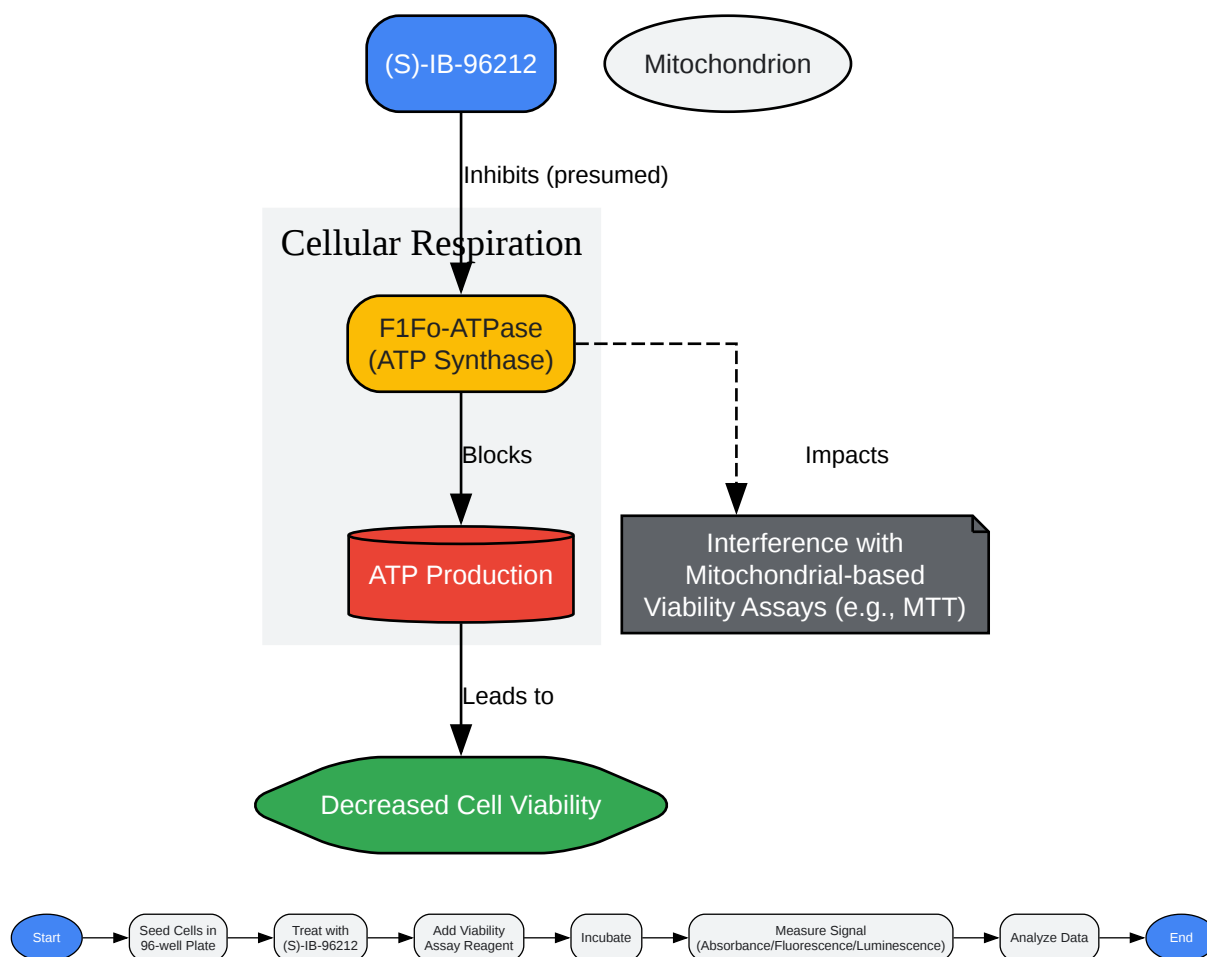 (S)-IB-96212
Mitochondrion
Inhibits (presumed)
Cellular Respiration
F1Fo-ATPase
(ATP Synthase)
Blocks
Impacts
ATP Production
Interference with
Mitochondrial-based
Viability Assays (e.g., MTT)
Leads to
Decreased Cell Viability
Start
Seed Cells in
96-well Plate
Treat with
(S)-IB-96212
Add Viability
Assay Reagent
Incubate
Measure Signal
(Absorbance/Fluorescence/Luminescence)
Analyze Data
End